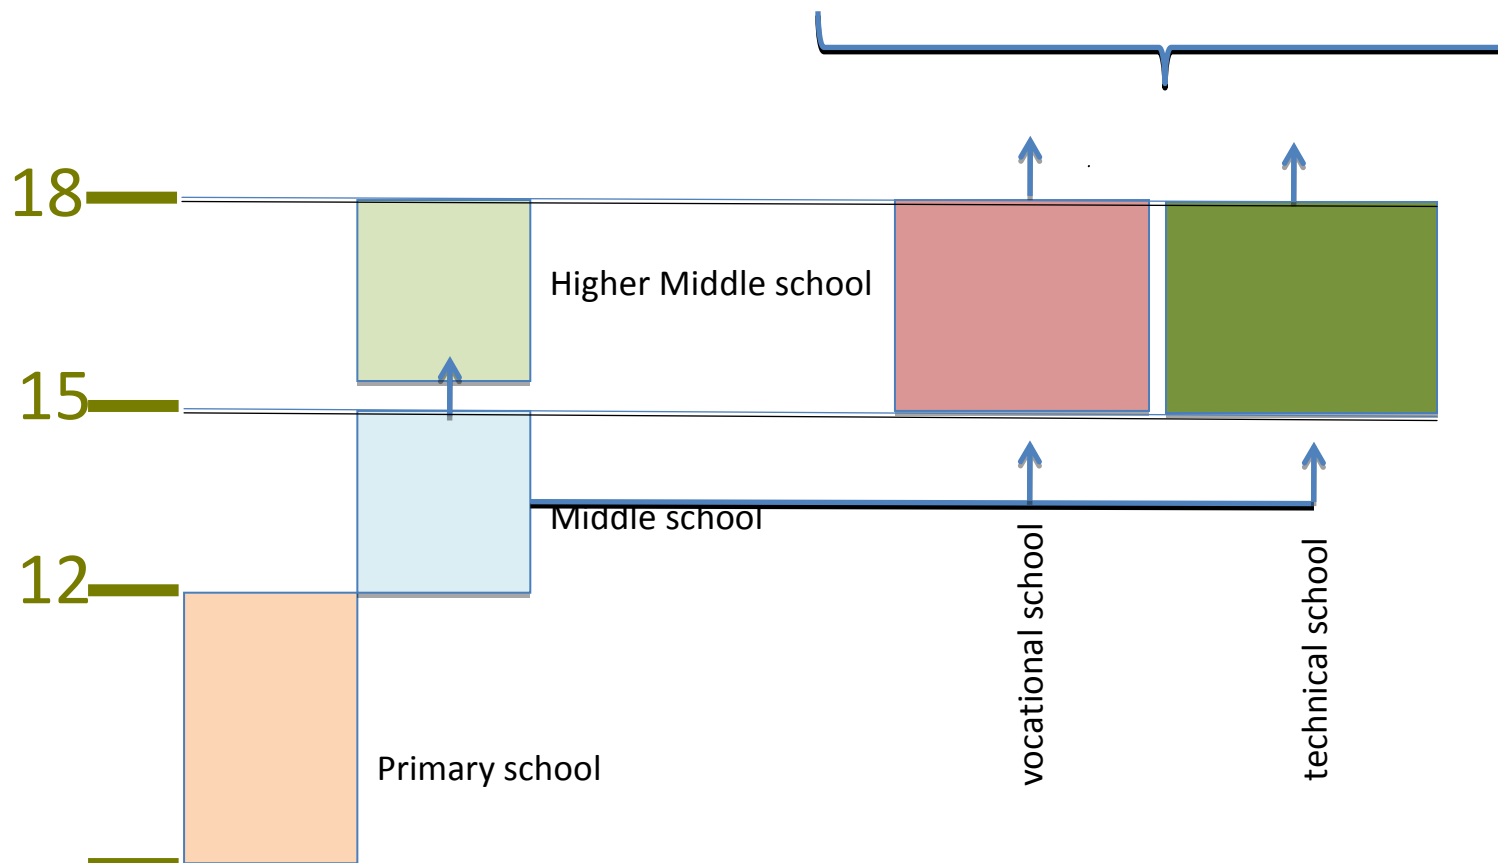 18
Higher Middle school
15
Middle school
12
vocational school
technical school
Primary school